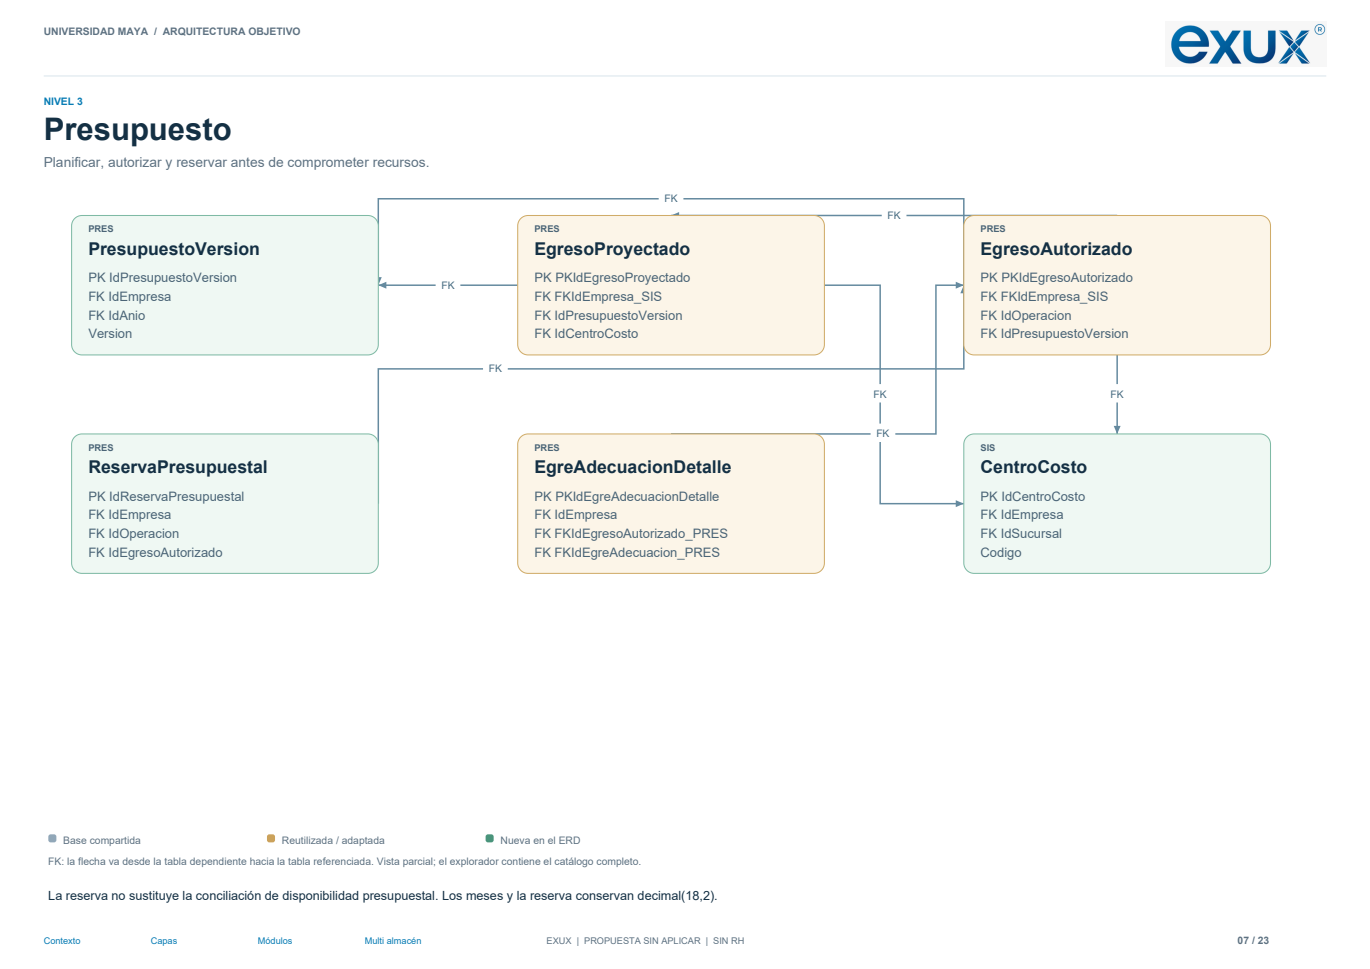 UNIVERSIDAD MAYA / ARQUITECTURA OBJETIVO
exux®
NIVEL 3
Presupuesto
Planificar, autorizar y reservar antes de comprometer recursos.
FK
FK
PRES
PresupuestoVersion
PK IdPresupuestoVersion
FK IdEmpresa
FK IdAnio
Version
FK
PRES
EgresoProyectado
PK PKIdEgresoProyectado
FK FKIdEmpresa_SIS
FK IdPresupuestoVersion
FK IdCentroCosto
PRES
EgresoAutorizado
PK PKIdEgresoAutorizado
FK FKIdEmpresa_SIS
FK IdOperacion
FK IdPresupuestoVersion
FK
FK
FK
FK
PRES
ReservaPresupuestal
PK IdReservaPresupuestal
FK IdEmpresa
FK IdOperacion
FK IdEgresoAutorizado
PRES
EgreAdecuacionDetalle
PK PKIdEgreAdecuacionDetalle
FK IdEmpresa
FK FKIdEgresoAutorizado_PRES
FK FKIdEgreAdecuacion_PRES
SIS
CentroCosto
PK IdCentroCosto
FK IdEmpresa
FK IdSucursal
Codigo
Base compartida
Reutilizada / adaptada
Nueva en el ERD
FK: la flecha va desde la tabla dependiente hacia la tabla referenciada. Vista parcial; el explorador contiene el catálogo completo.
La reserva no sustituye la conciliación de disponibilidad presupuestal. Los meses y la reserva conservan decimal(18,2).
Contexto
Capas
Módulos
Multi almacén
EXUX | PROPUESTA SIN APLICAR | SIN RH
07 / 23